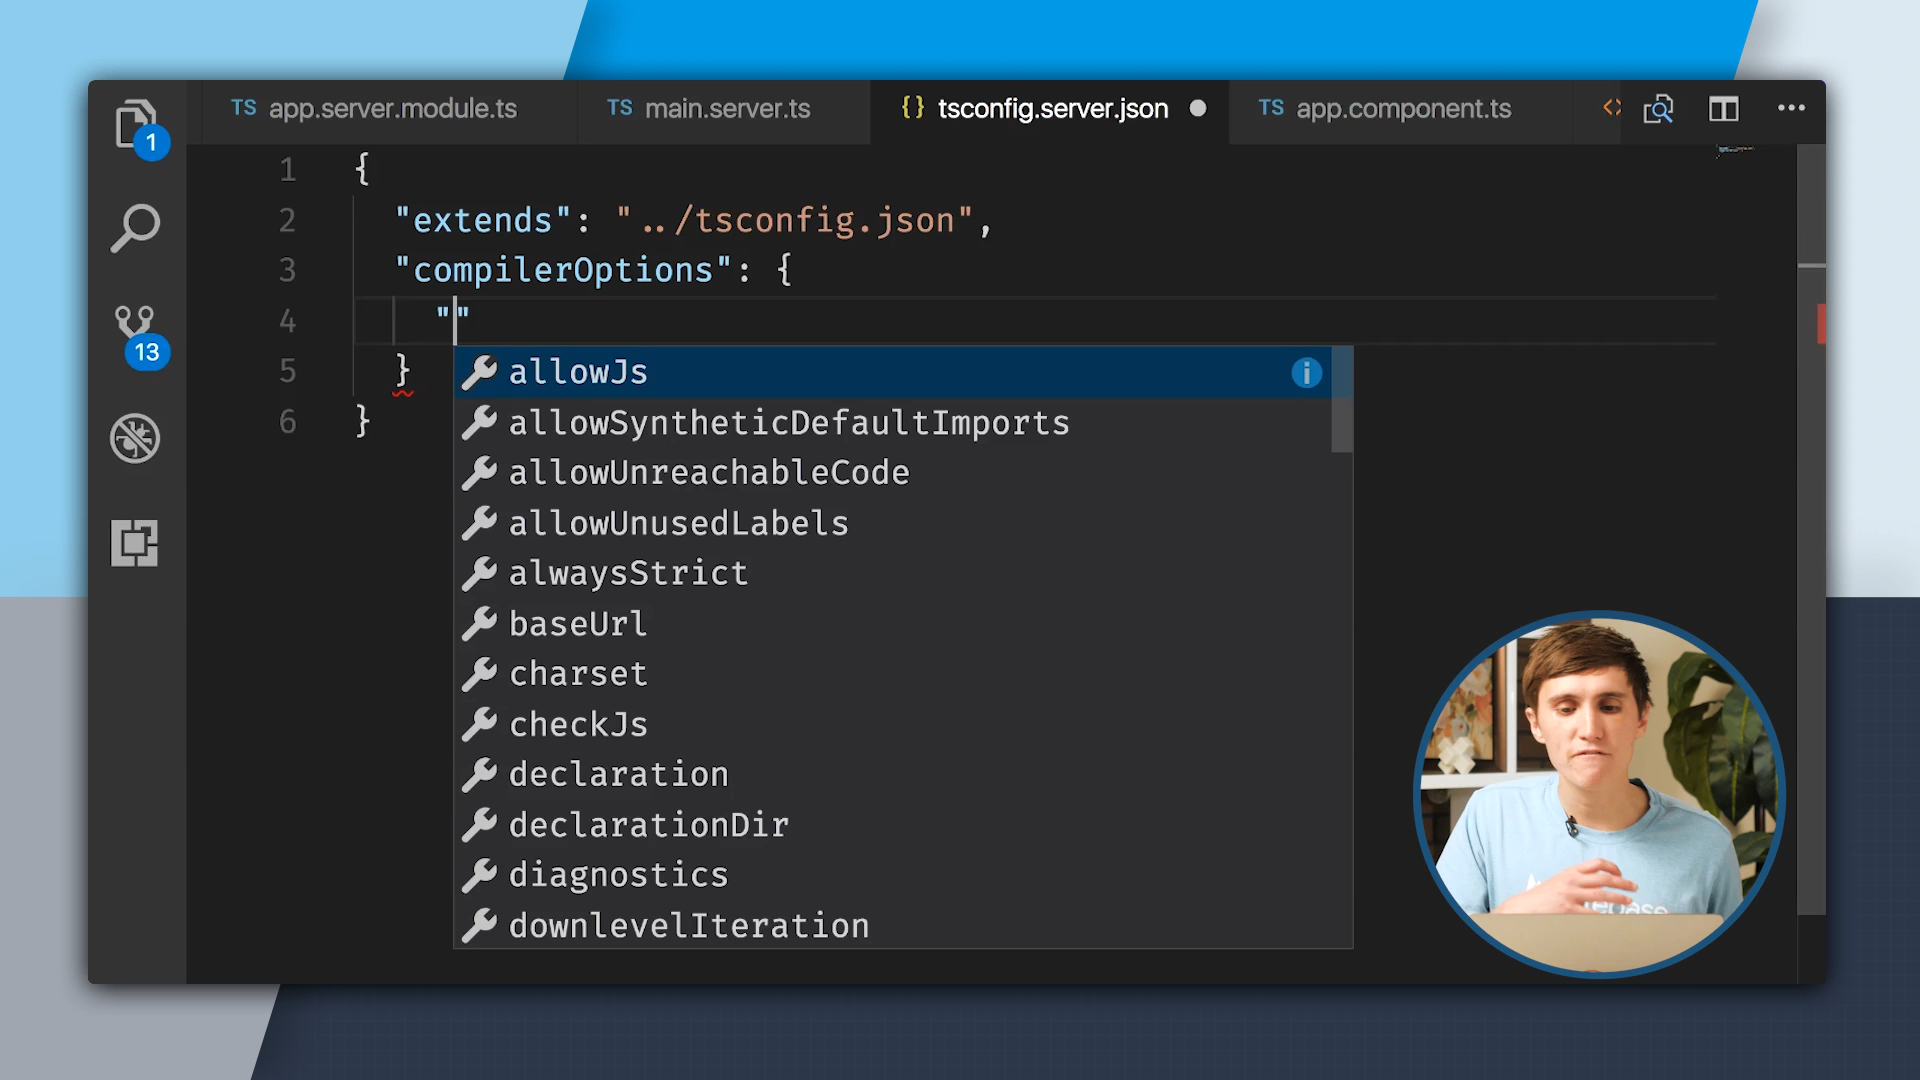 TS app.server.module.ts
TS main.server.ts
{} tsconfig.server.json
TS app.component.ts
1
13
1 {
2 "extends": "../tsconfig.json",
3 "compilerOptions": {
4 ""
5 }
6 }
allowJs
allowSyntheticDefaultImports
allowUnreachableCode
allowUnusedLabels
alwaysStrict
baseUrl
charset
checkJs
declaration
declarationDir
diagnostics
downlevelIteration